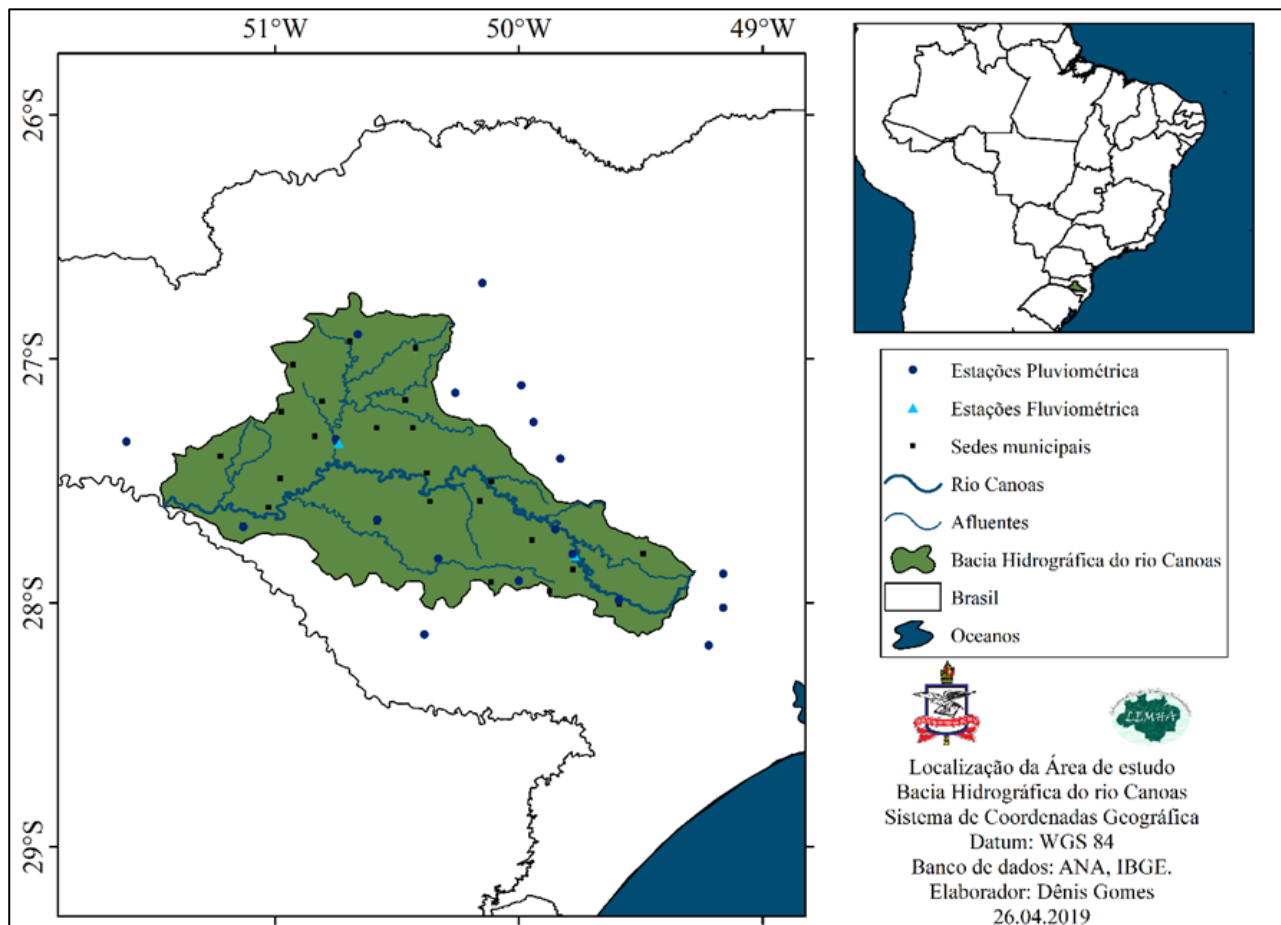 51°W 50°W 49°W
26°S
27°S
28°S
29°S
Estações Pluviométrica
Estações Fluviométrica
Sedes municipais
Rio Canoas
Afluentes
Bacia Hidrográfica do rio Canoas
Brasil
Oceanos
LEMHA
Localização da Área de estudo
Bacia Hidrográfica do rio Canoas
Sistema de Coordenadas Geográfica
Datum: WGS 84
Banco de dados: ANA, IBGE.
Elaborador: Dênis Gomes
26.04.2019